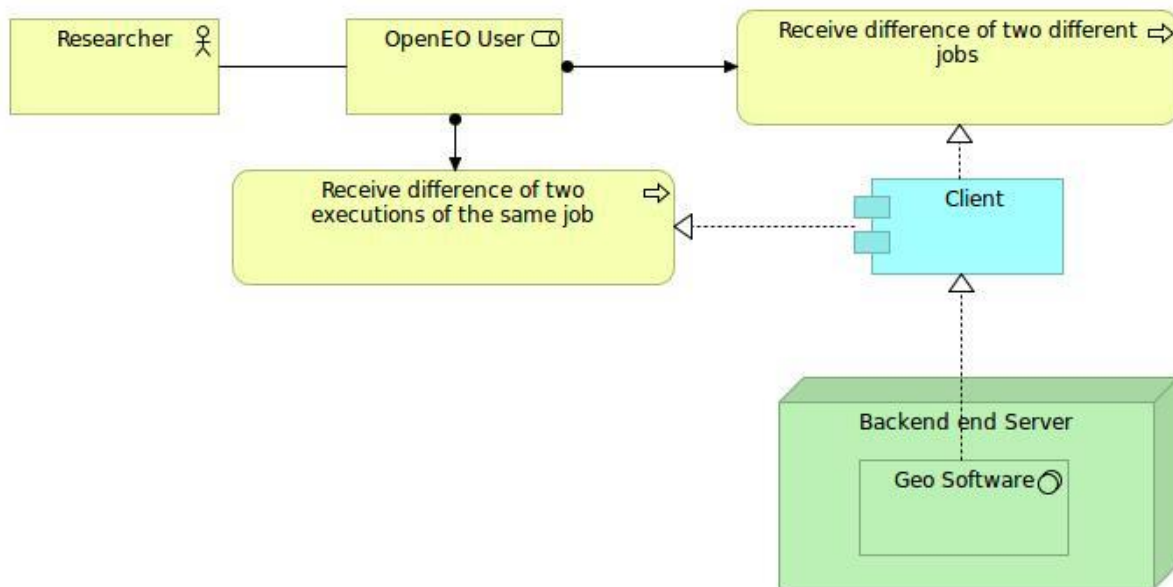 Researcher
OpenEO User
Receive difference of two different
jobs
Receive difference of two
executions of the same job
Client
Backend end Server
Geo Software